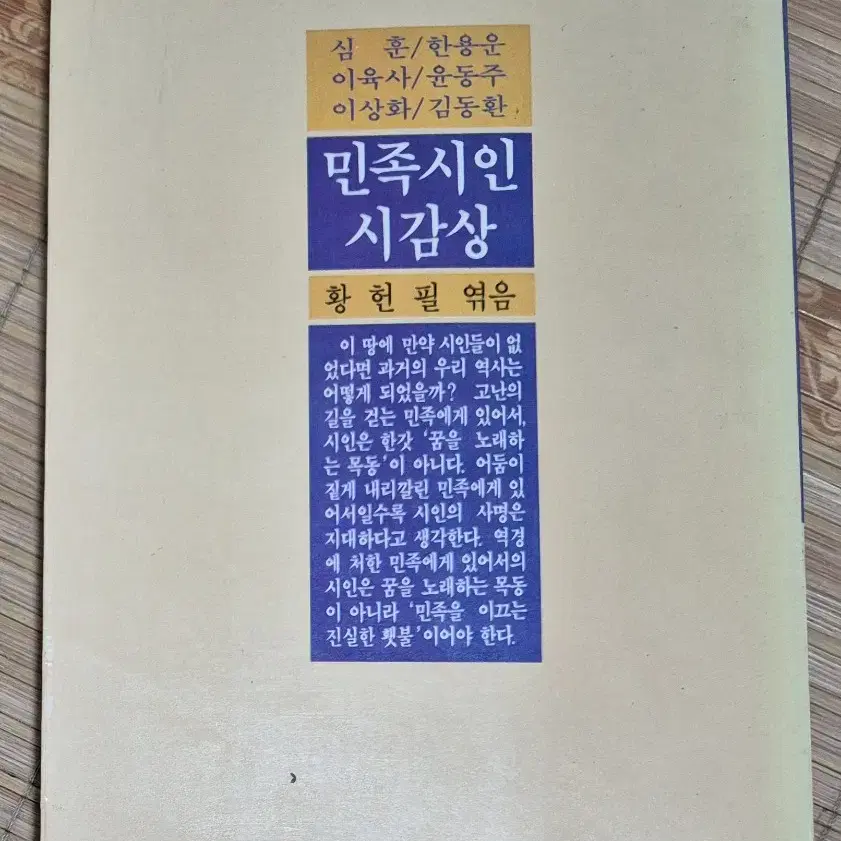 심 훈/한용운
이육사/윤동주
이상화/김동환
민족시인
시감상
황 헌 필 엮음
이 땅에 만약 시인들이 없
었다면 과거의 우리 역사는
어떻게 되었을까? 고난의
길을 걷는 민족에게 있어서,
시인은 한갓 '꿈을 노래하
는 목동'이 아니다. 어둠이
짙게 내리깔린 민족에게 있
어서일수록 시인의 사명은
지대하다고 생각한다. 역경
에 처한 민족에게 있어서의
시인은 꿈을 노래하는 목동
이 아니라 '민족을 이끄는
진실한 횃불'이어야 한다.